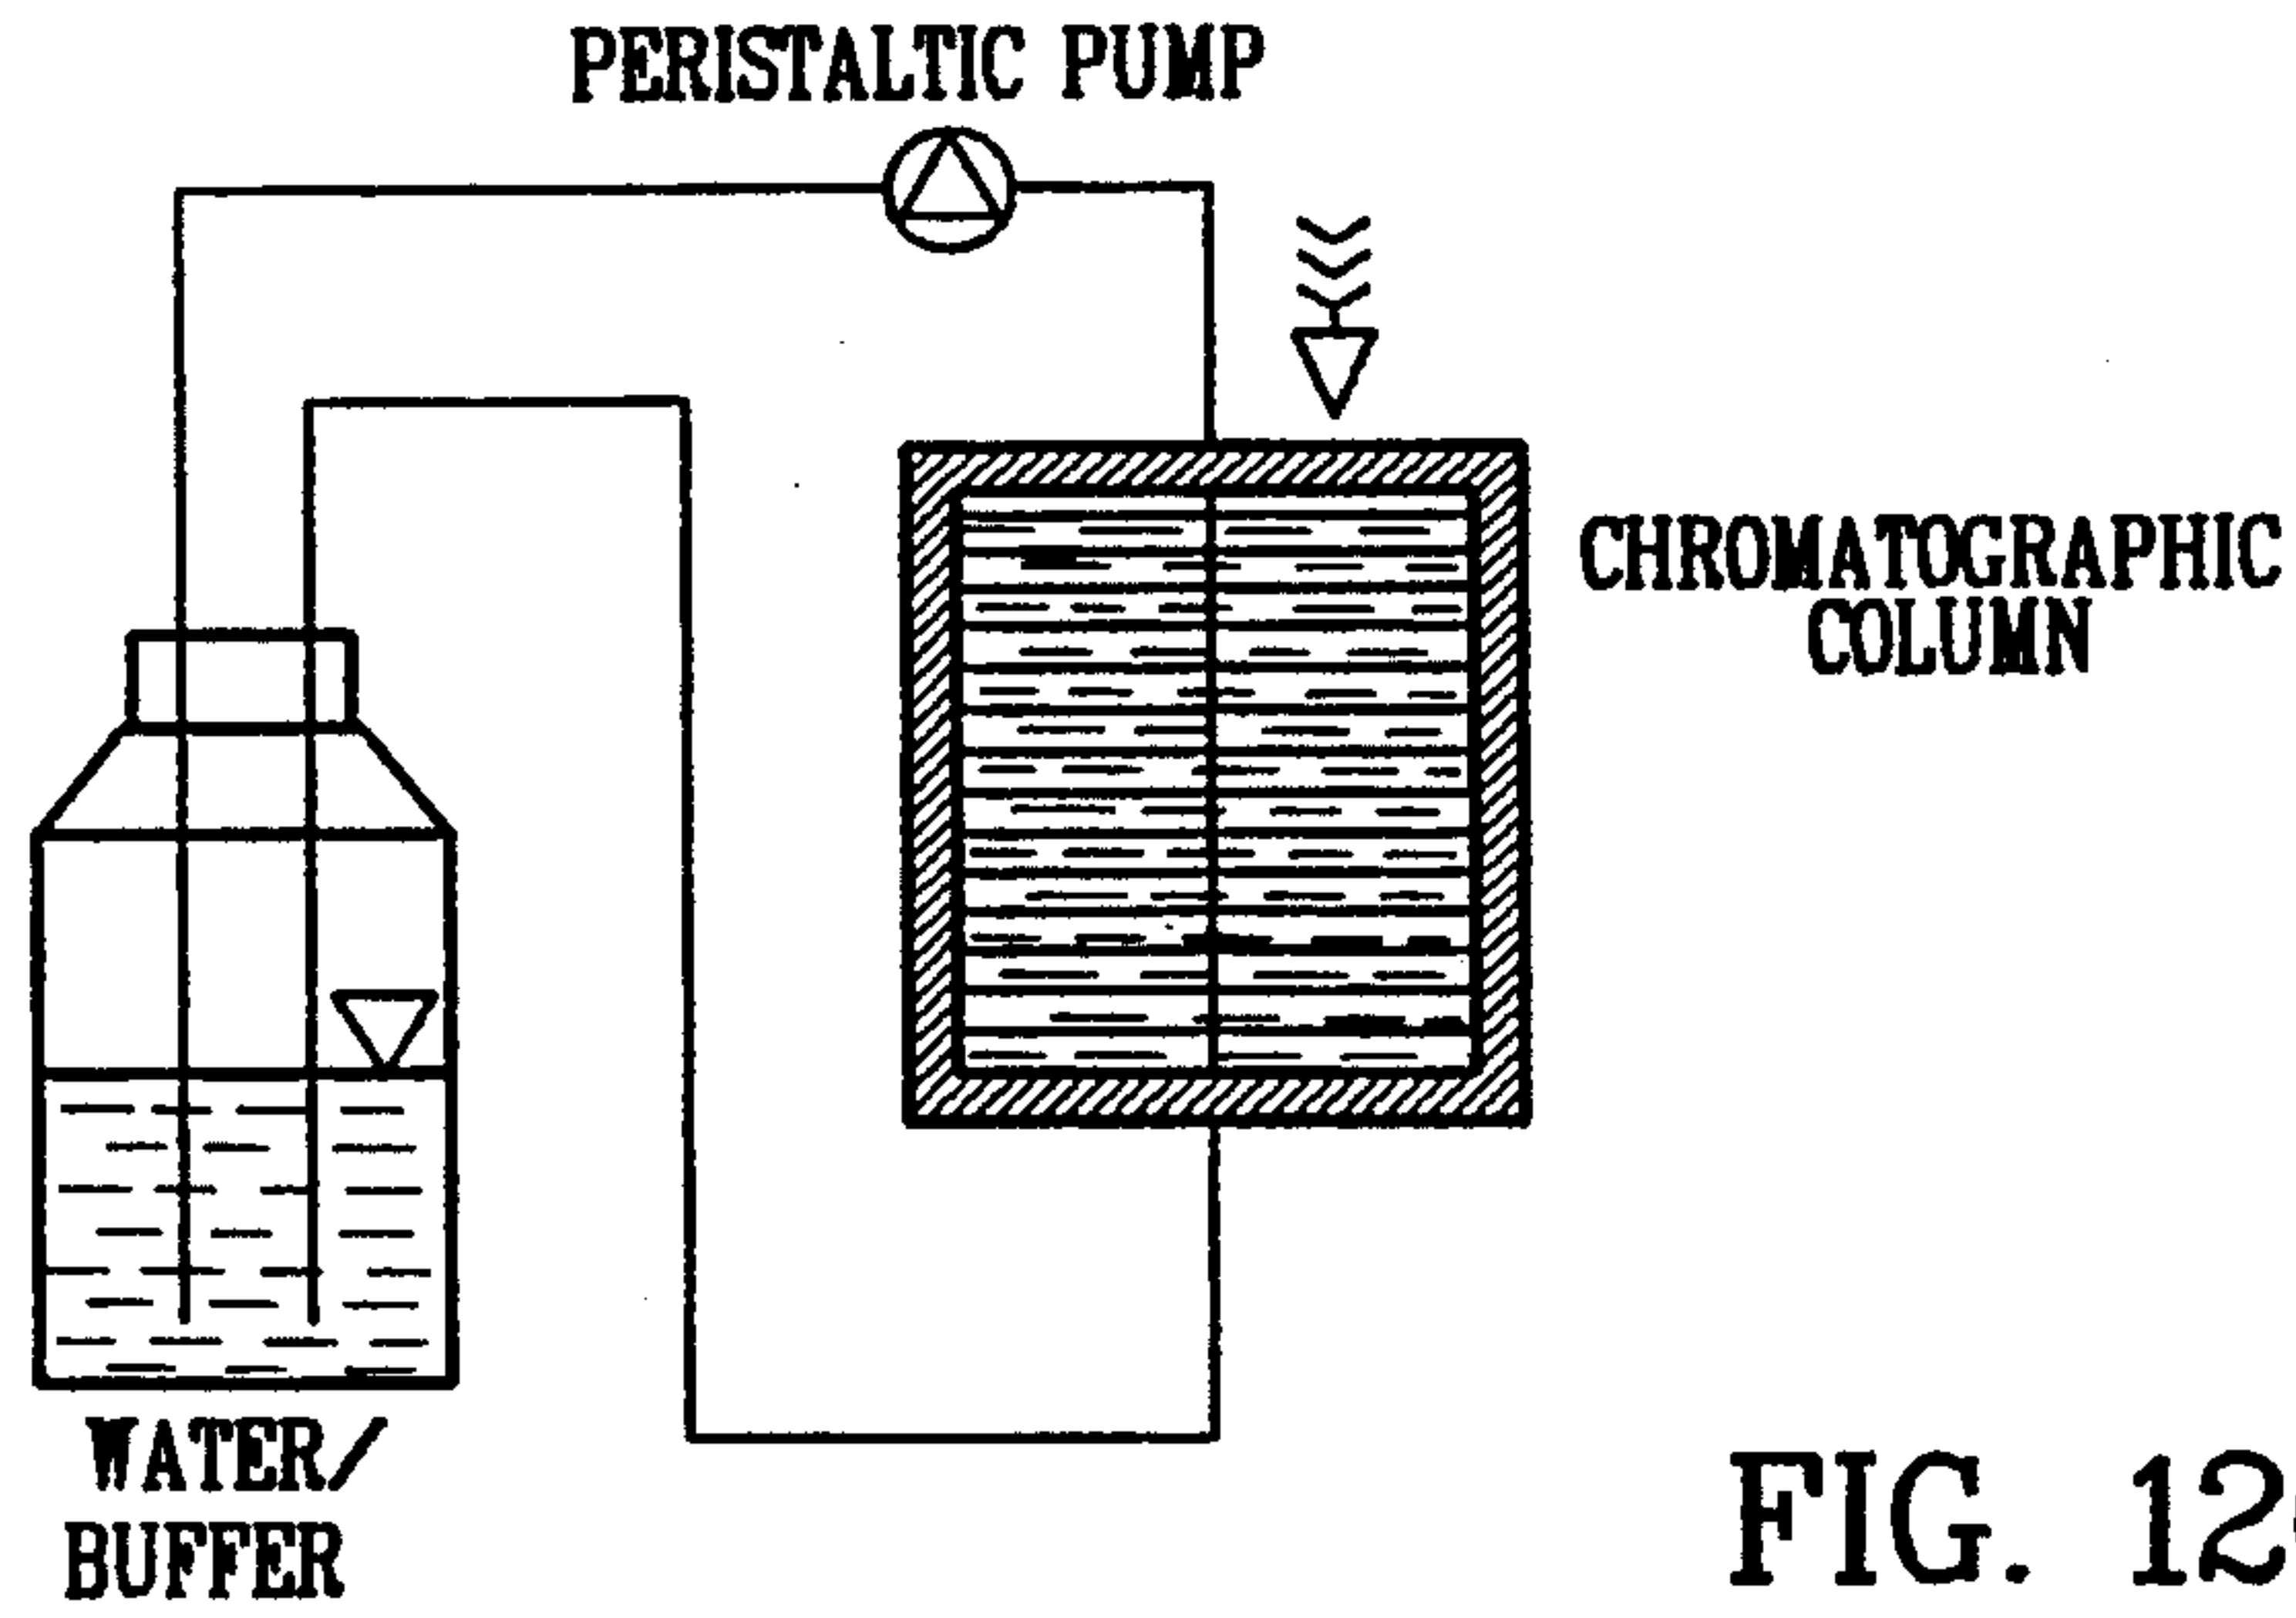 PERISTALTIC PUMP
CHROMATOGRAPHIC
COLUMN
WATER/
BUFFER
FIG. 12